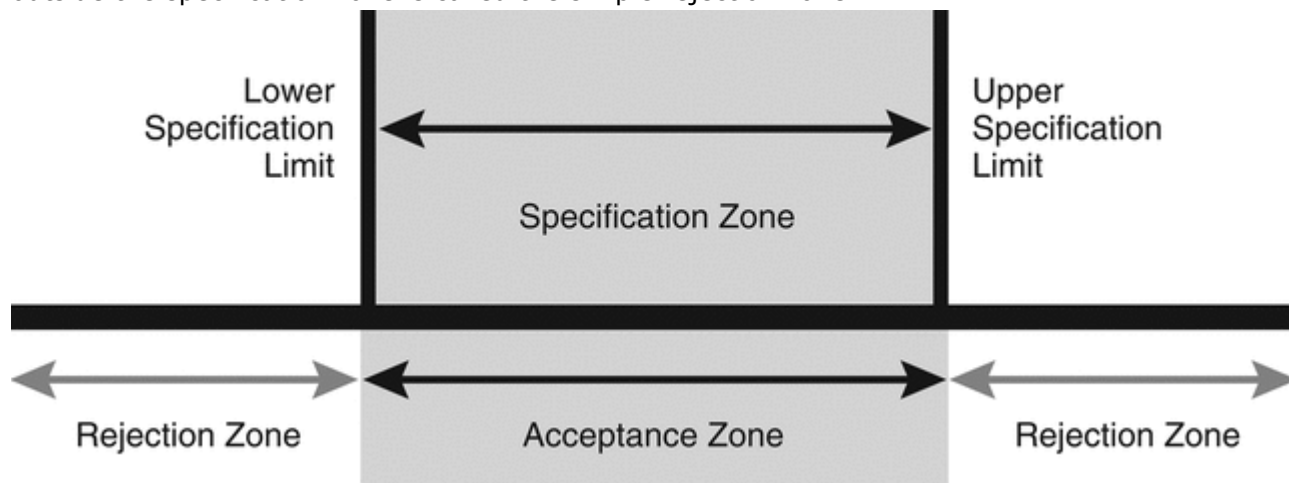 Lower
Specification
Limit
Upper
Specification
Limit
Specification Zone
Rejection Zone
Acceptance Zone
Rejection Zone